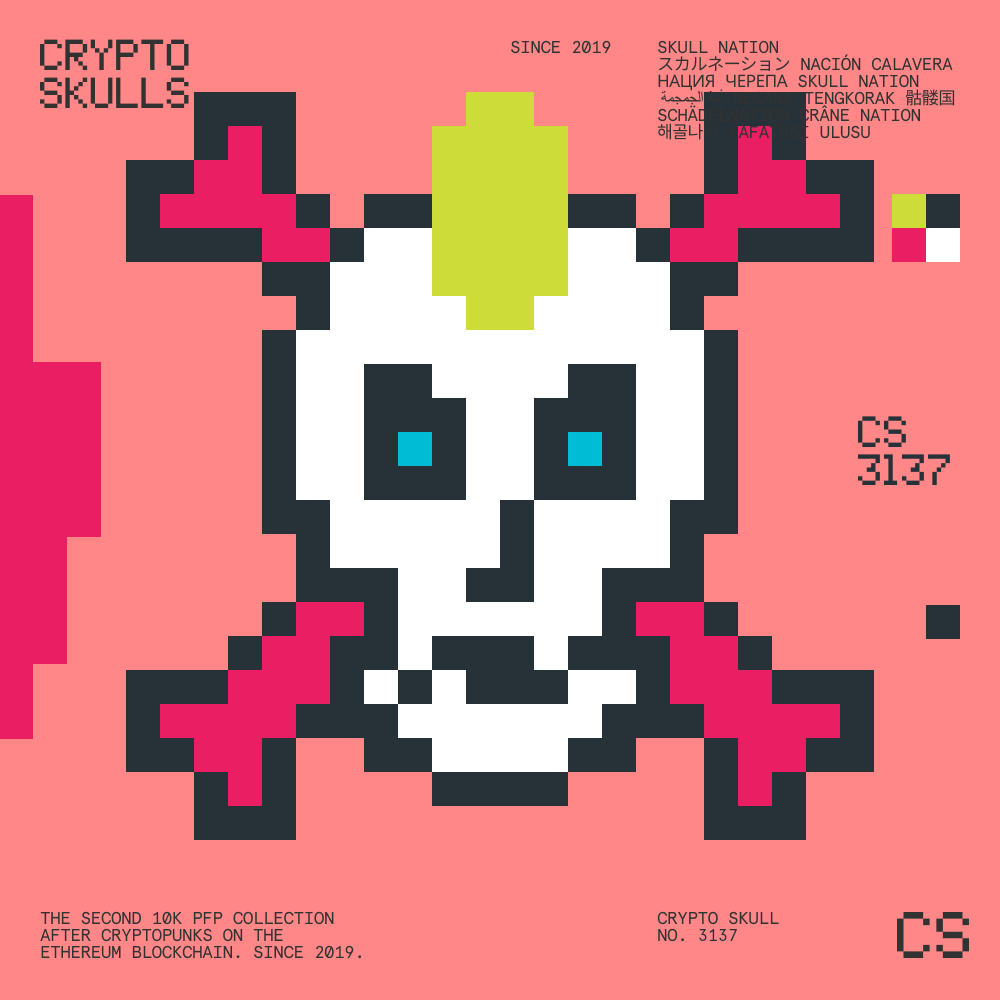 CRYPTO
SKULLS
SINCE 2019
SKULL NATION
スカルネーション NACIÓN CALAVERA
НАЦИЯ ЧЕРЕПА SKULL NATION
TENGKORAK 骷髅国
CRÂNE NATION
ULUSU
CS
3137
THE SECOND 10K PFP COLLECTION
AFTER CRYPTOPUNKS ON THE
ETHEREUM BLOCKCHAIN. SINCE 2019.
CRYPTO SKULL
NO. 3137
CS